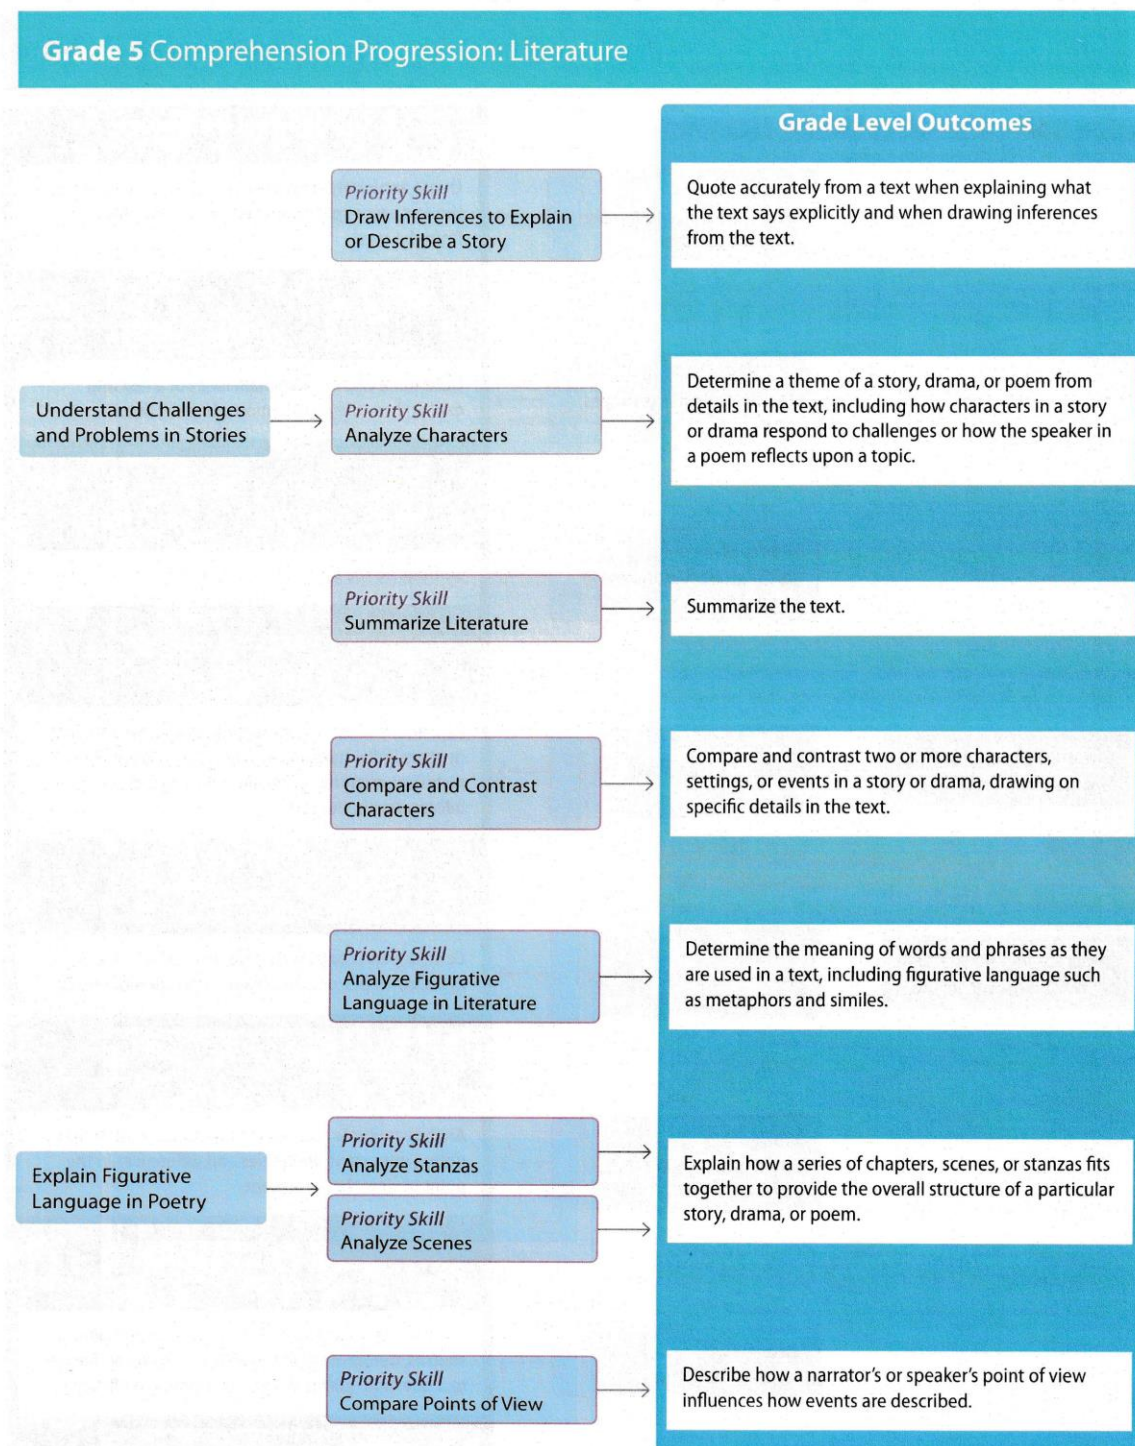 Grade 5 Comprehension Progression: Literature
Grade Level Outcomes
Priority Skill
Draw Inferences to Explain
or Describe a Story
Quote accurately from a text when explaining what
the text says explicitly and when drawing inferences
from the text.
Understand Challenges
and Problems in Stories
Priority Skill
Analyze Characters
Determine a theme of a story, drama, or poem from
details in the text, including how characters in a story
or drama respond to challenges or how the speaker in
a poem reflects upon a topic.
Priority Skill
Summarize Literature
Summarize the text.
Priority Skill
Compare and Contrast
Characters
Compare and contrast two or more characters,
settings, or events in a story or drama, drawing on
specific details in the text.
Priority Skill
Analyze Figurative
Language in Literature
Determine the meaning of words and phrases as they
are used in a text, including figurative language such
as metaphors and similes.
Explain Figurative
Language in Poetry
Priority Skill
Analyze Stanzas
Priority Skill
Analyze Scenes
Explain how a series of chapters, scenes, or stanzas fits
together to provide the overall structure of a particular
story, drama, or poem.
Priority Skill
Compare Points of View
Describe how a narrator's or speaker's point of view
influences how events are described.